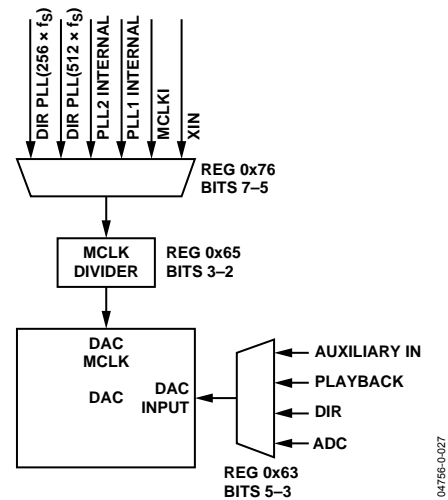 DIR PLL(256 × fS)
DIR PLL(512 × fS)
PLL2 INTERNAL
PLL1 INTERNAL
MCLKI
XIN
REG 0x76
BITS 7–5
MCLK
DIVIDER
REG 0x65
BITS 3–2
DAC
MCLK
DAC
DAC
INPUT
AUXILIARY IN
PLAYBACK
DIR
ADC
REG 0x63
BITS 5–3
04756-0-027